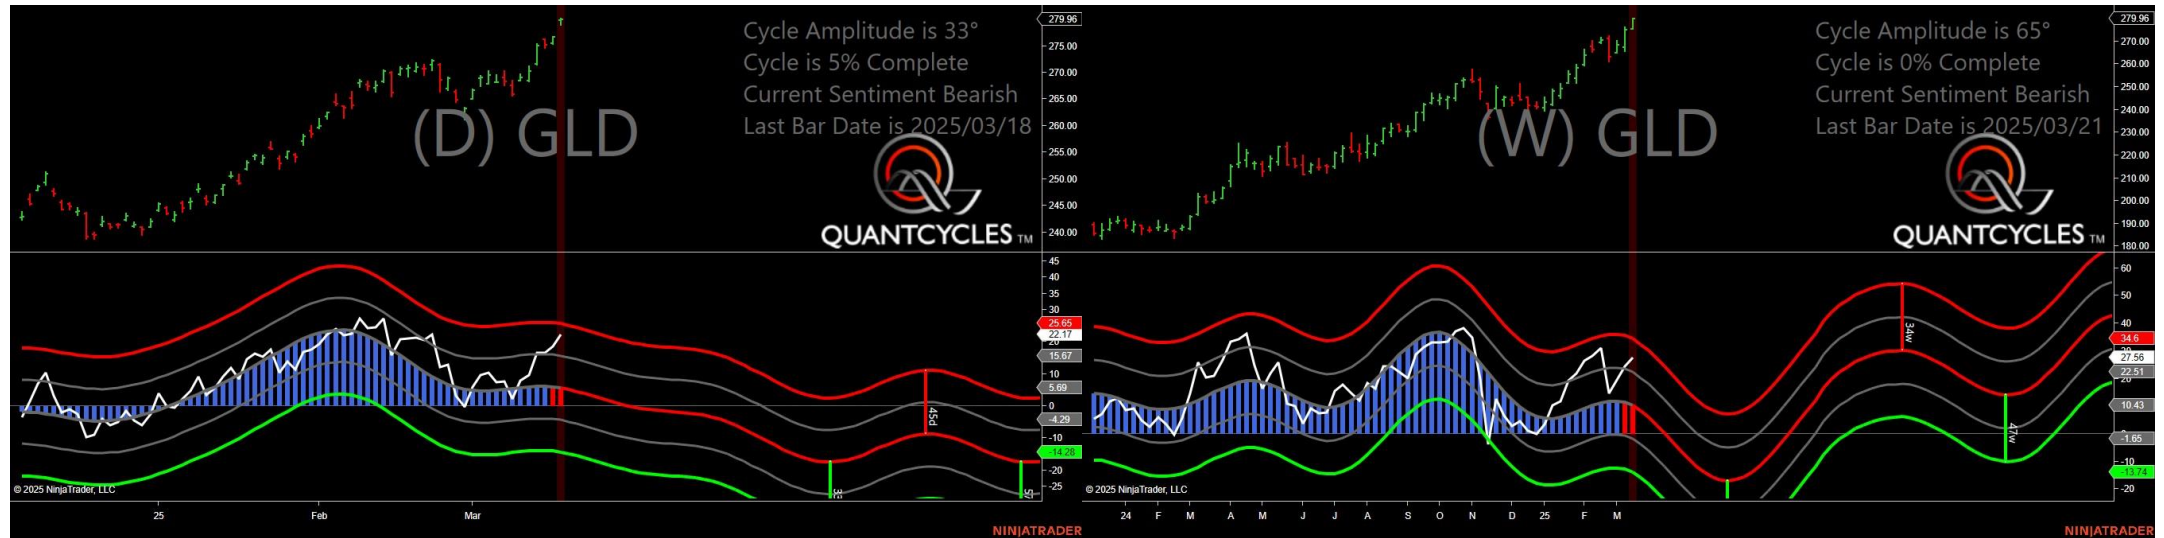 Cycle Amplitude is 33°
Cycle is 5% Complete
Current Sentiment Bearish
Last Bar Date is 2025/03/18
(D) GLD
QUANTCYCLES TM
279.96
275.00
270.00
265.00
260.00
255.00
250.00
245.00
240.00
45
40
35
30
25.65
22.17
20
15.67
10
5.69
0
-4.29
-10
-14.28
-20
-25
45d
© 2025 NinjaTrader, LLC
25
Feb
Mar
NINJATRADER
Cycle Amplitude is 65°
Cycle is 0% Complete
Current Sentiment Bearish
Last Bar Date is 2025/03/21
(W) GLD
QUANTCYCLES TM
279.96
270.00
260.00
250.00
240.00
230.00
220.00
210.00
200.00
190.00
180.00
60
50
40
34.6
27.56
22.51
20
10.43
0
-1.65
-10
-13.74
-20
34w
47w
© 2025 NinjaTrader, LLC
24 F M A M J J A S O N D 25 F M
NINJATRADER